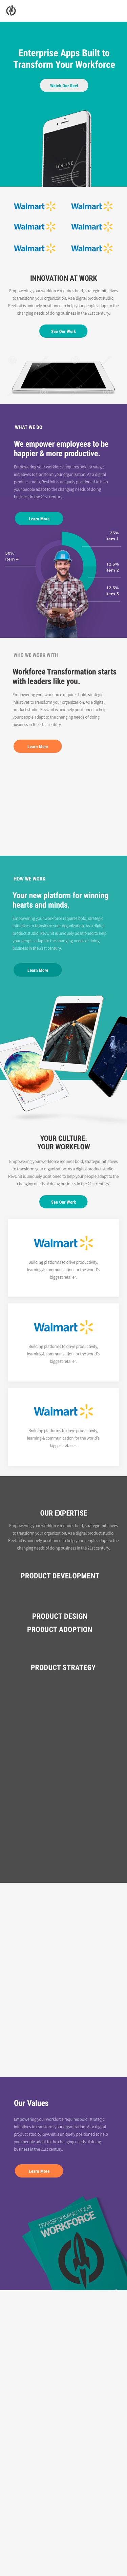 Enterprise Apps Built to
Transform Your Workforce
Watch Our Best
IPHONE
Walmart
Walmart
Walmart
Walmart
Walmart
Walmart
INNOVATION AT WORK
Empowering your workforce requires bold, strategic initiatives
to transform your organization. As a digital product studio,
Rev1nit is uniquely positioned to help your people adapt to the
changing needs of doing business in the 21st century.
See Our Work
WHAT WE DO
We empower employees to be
happier & more productive.
Empowering your workforce requires bold, strategic
initiatives to transform your organization. As a digital
product studio, Rev1nit is uniquely positioned to help
your people adapt to the changing needs of doing
business in the 21st century.
Learn More
25%
item 1
50%
item 4
12.5%
item 2
12.5%
item 3
WHO WE WORK WITH
Workforce Transformation starts
with leaders like you.
Empowering your workforce requires bold, strategic
initiatives to transform your organization. As a digital
product studio, Rev1nit is uniquely positioned to help
your people adapt to the changing needs of doing
business in the 21st century.
Learn More
HOW WE WORK
Your new platform for winning
hearts and minds.
Empowering your workforce requires bold, strategic
initiatives to transform your organization. As a digital
product studio, Rev1nit is uniquely positioned to help
your people adapt to the changing needs of doing
business in the 21st century.
Learn More
YOUR CULTURE.
YOUR WORKFLOW
Empowering your workforce requires bold, strategic initiatives
to transform your organization. As a digital product studio,
Rev1nit is uniquely positioned to help your people adapt to the
changing needs of doing business in the 21st century.
See Our Work
Walmart
Building platforms to drive productivity,
learning & communication for the world's
biggest retailer.
Walmart
Building platforms to drive productivity,
learning & communication for the world's
biggest retailer.
Walmart
Building platforms to drive productivity,
learning & communication for the world's
biggest retailer.
OUR EXPERTISE
Empowering your workforce requires bold, strategic initiatives
to transform your organization. As a digital product studio,
Rev1nit is uniquely positioned to help your people adapt to the
changing needs of doing business in the 21st century.
PRODUCT DEVELOPMENT
PRODUCT DESIGN
PRODUCT ADOPTION
PRODUCT STRATEGY
Our Values
Empowering your workforce requires bold, strategic
initiatives to transform your organization. As a digital
product studio, Rev1nit is uniquely positioned to help
your people adapt to the changing needs of doing
business in the 21st century.
Learn More
TRANSFORMING YOUR
WORKFORCE